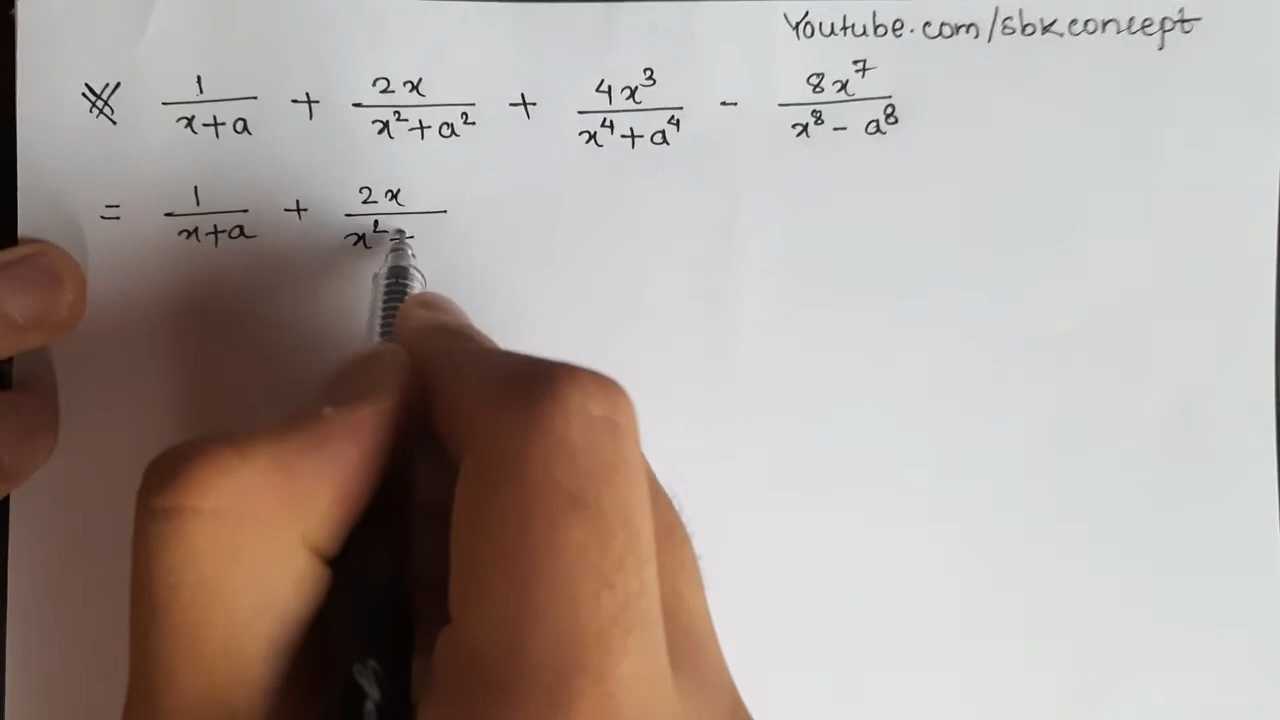 Youtube.com/sbkconcept
※ 1/(x+a) + 2x/(x²+a²) + 4x³/(x⁴+a⁴) - 8x⁷/(x⁸-a⁸)
= 1/(x+a) + 2x/(x²+